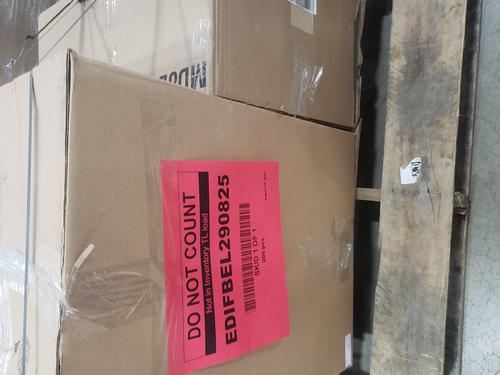 DO NOT COUNT
Not in Inventory TL load
EDIFBEL290825
SKID 1 OF 1